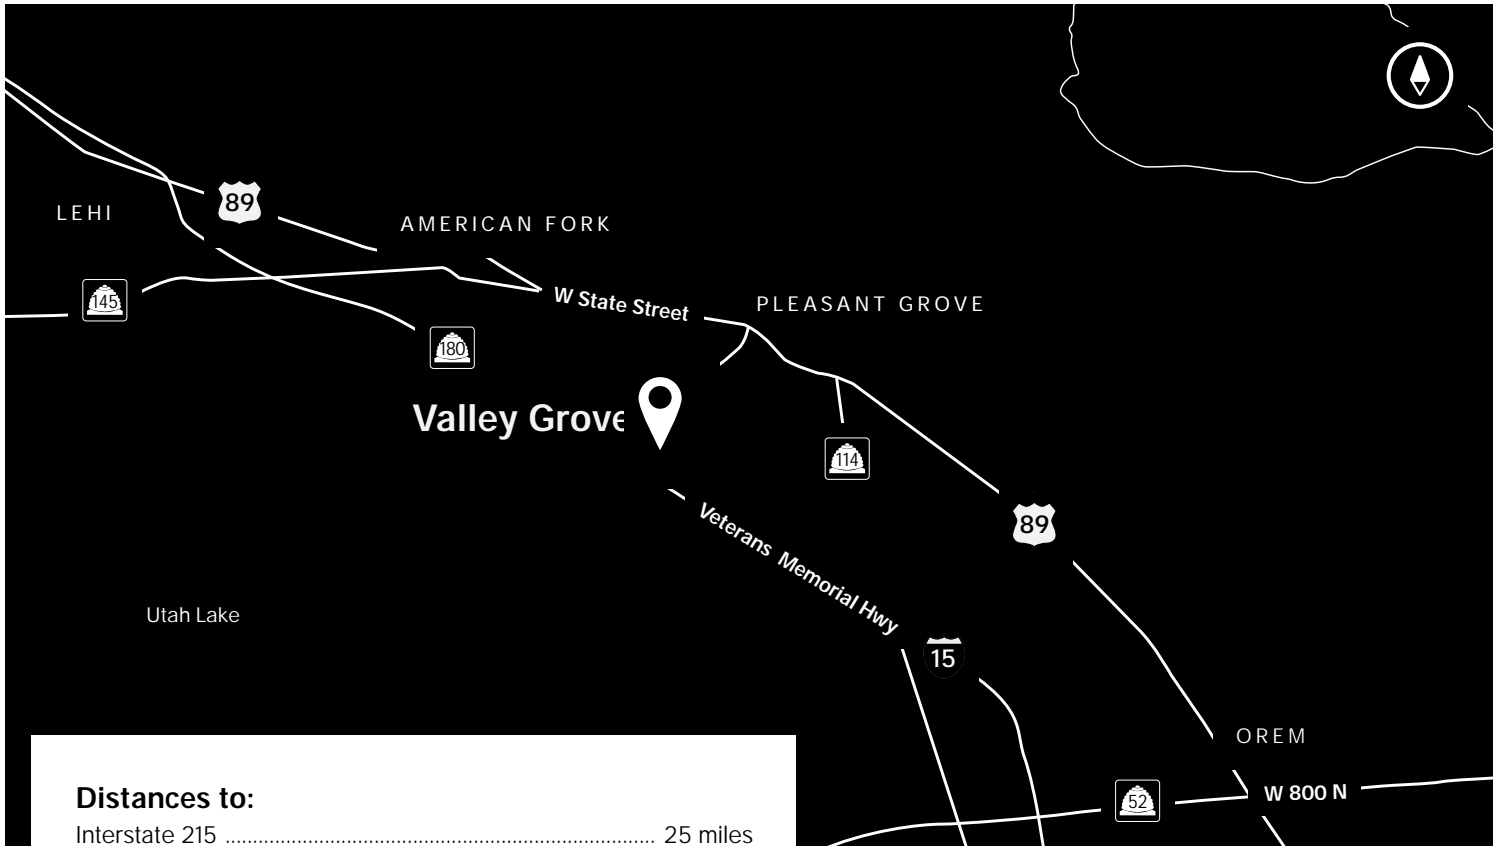 89
LEHI
AMERICAN FORK
145
W State Street
PLEASANT GROVE
180
Valley Grove
114
89
Veterans Memorial Hwy
Utah Lake
15
OREM
52
W 800 N
Distances to:
Interstate 215 ................................................................................ 25 miles